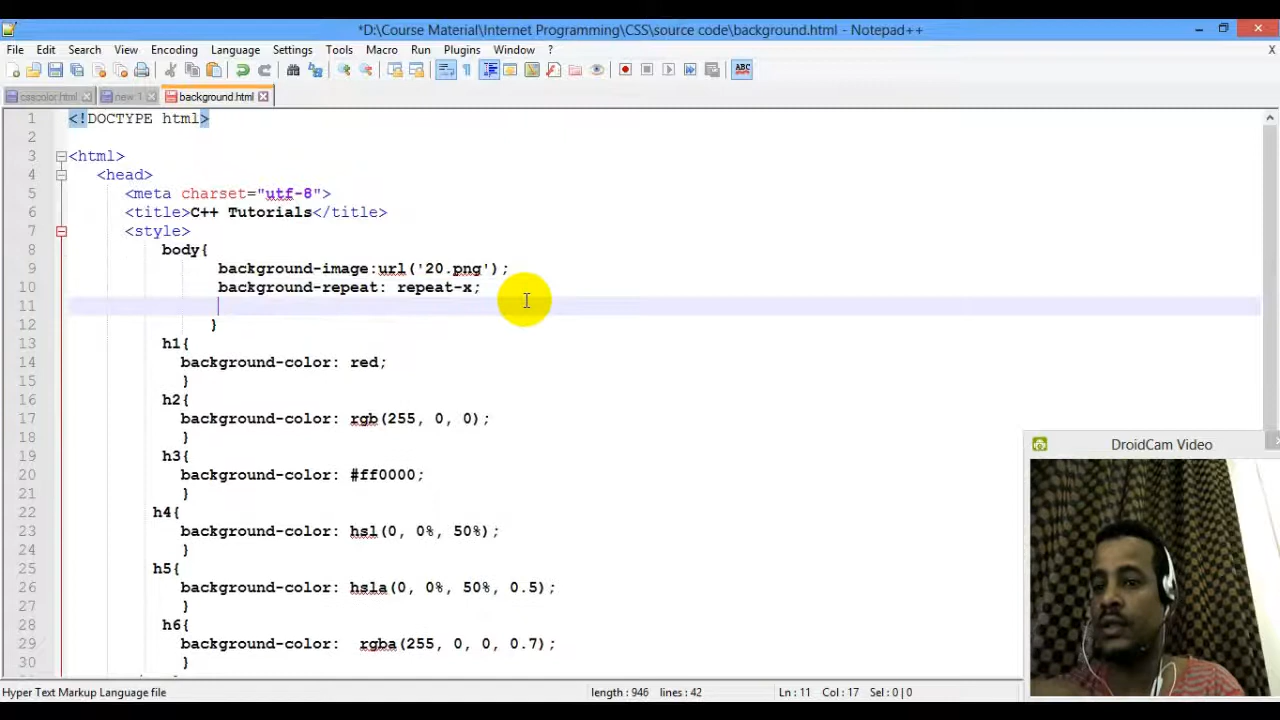 *D:\Course Material\Internet Programming\CSS\source code\background.html - Notepad++
File Edit Search View Encoding Language Settings Tools Macro Run Plugins Window ?
X
csscolor.html new 1 background.html
1 <!DOCTYPE html>
2
3 <html>
4 <head>
5 <meta charset="utf-8">
6 <title>C++ Tutorials</title>
7 <style>
8 body{
9 background-image:url('20.png');
10 background-repeat: repeat-x;
11
12 }
13 h1{
14 background-color: red;
15 }
16 h2{
17 background-color: rgb(255, 0, 0);
18 }
19 h3{
20 background-color: #ff0000;
21 }
22 h4{
23 background-color: hsl(0, 0%, 50%);
24 }
25 h5{
26 background-color: hsla(0, 0%, 50%, 0.5);
27 }
28 h6{
29 background-color: rgba(255, 0, 0, 0.7);
30 }
DroidCam Video
Hyper Text Markup Language file length : 946 lines : 42 Ln : 11 Col : 17 Sel : 0 | 0